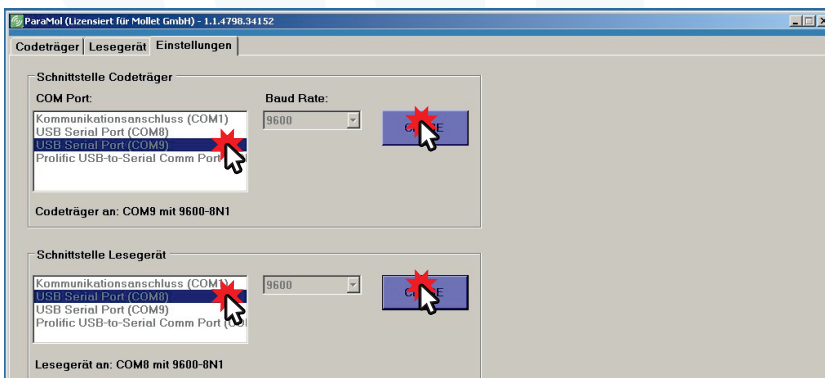 ParaMol (Lizensiert für Mollet GmbH) - 1.1.4798.34152
Codeträger Lesegerät Einstellungen
Schnittstelle Codeträger
COM Port: Baud Rate:
Kommunikationsanschluss (COM1) 9600
USB Serial Port (COM8)
USB Serial Port (COM9)
Prolific USB-to-Serial Comm Port
Codeträger an: COM9 mit 9600-8N1
Schnittstelle Lesegerät
Kommunikationsanschluss (COM1) 9600
USB Serial Port (COM8)
USB Serial Port (COM9)
Prolific USB-to-Serial Comm Port
Lesegerät an: COM8 mit 9600-8N1